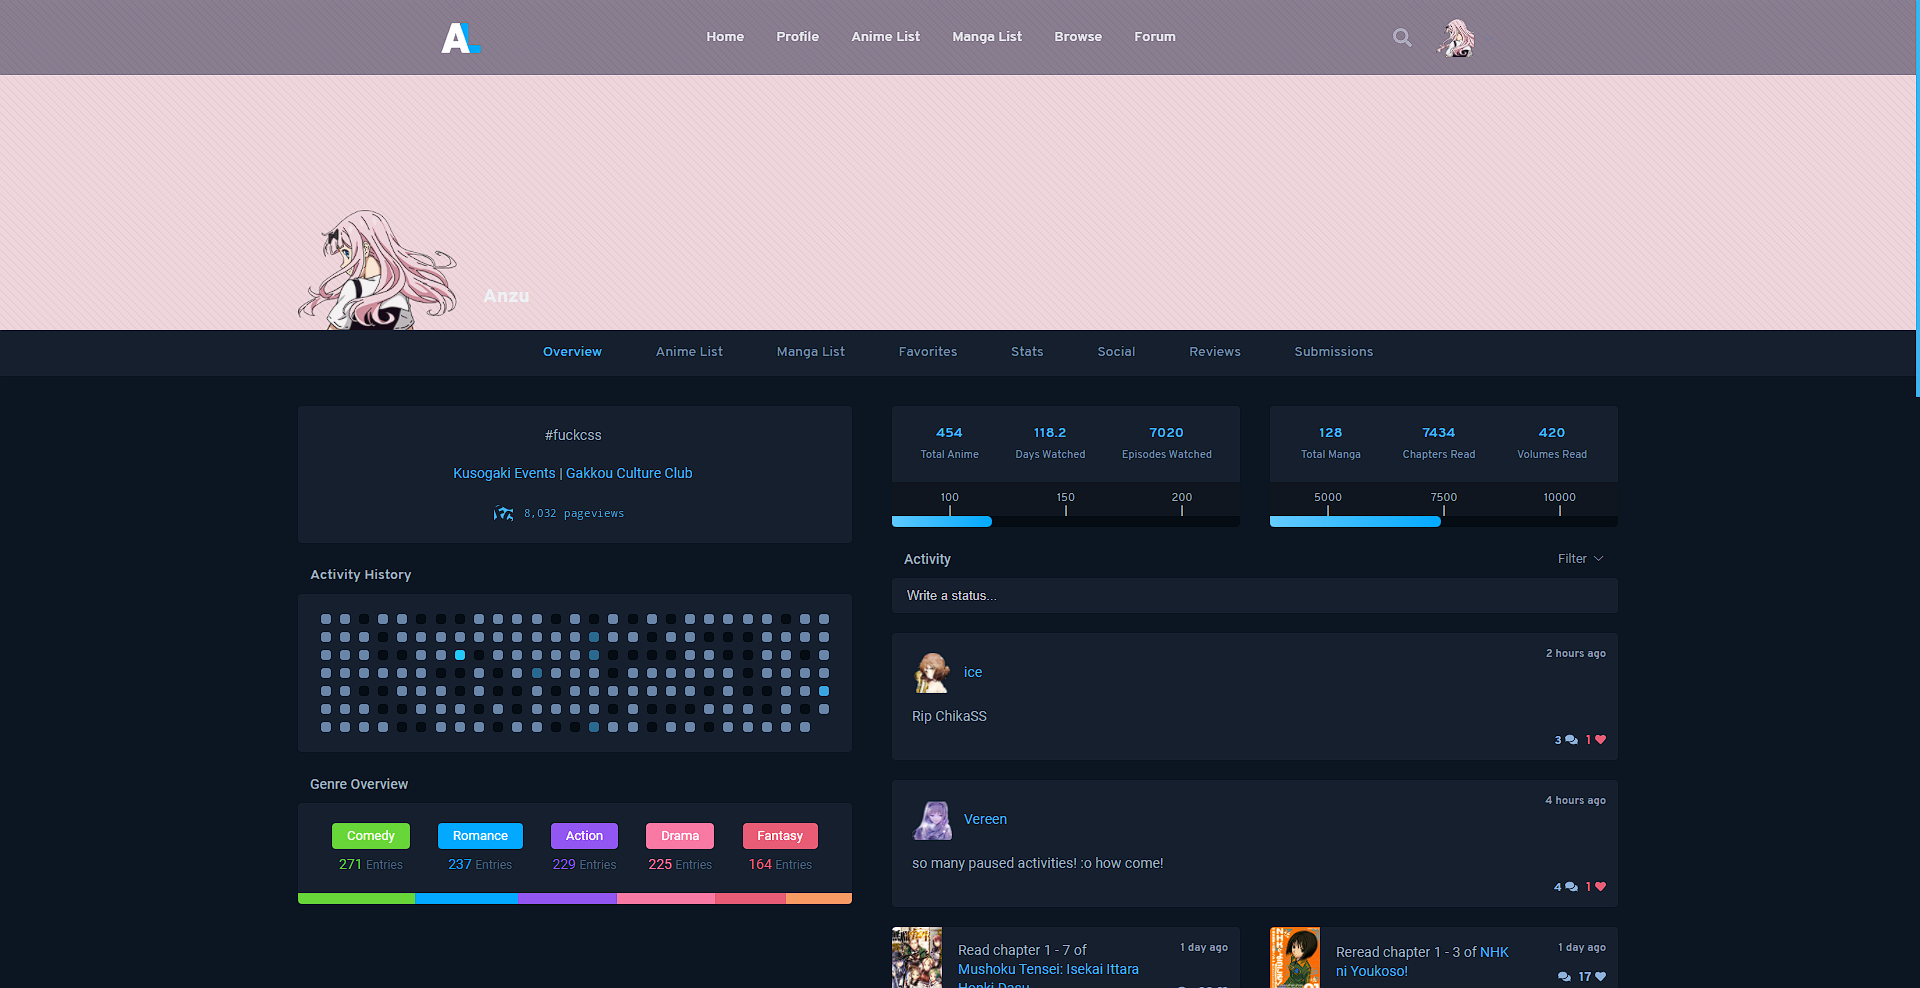 AL
Home Profile Anime List Manga List Browse Forum
Anzu
Overview Anime List Manga List Favorites Stats Social Reviews Submissions
#fuckcss
Kusogaki Events | Gakkou Culture Club
8,032 pageviews
Activity History
Genre Overview
Comedy Romance Action Drama Fantasy
271 Entries 237 Entries 229 Entries 225 Entries 164 Entries
454 118.2 7020
Total Anime Days Watched Episodes Watched
100 150 200
128 7434 420
Total Manga Chapters Read Volumes Read
5000 7500 10000
Activity Filter
Write a status...
ice 2 hours ago
Rip ChikaSS
3 1
Vereen 4 hours ago
so many paused activities! :o how come!
4 1
Read chapter 1 - 7 of 1 day ago
Mushoku Tensei: Isekai Ittara
Honki Dasu
Reread chapter 1 - 3 of NHK 1 day ago
ni Youkoso!
17